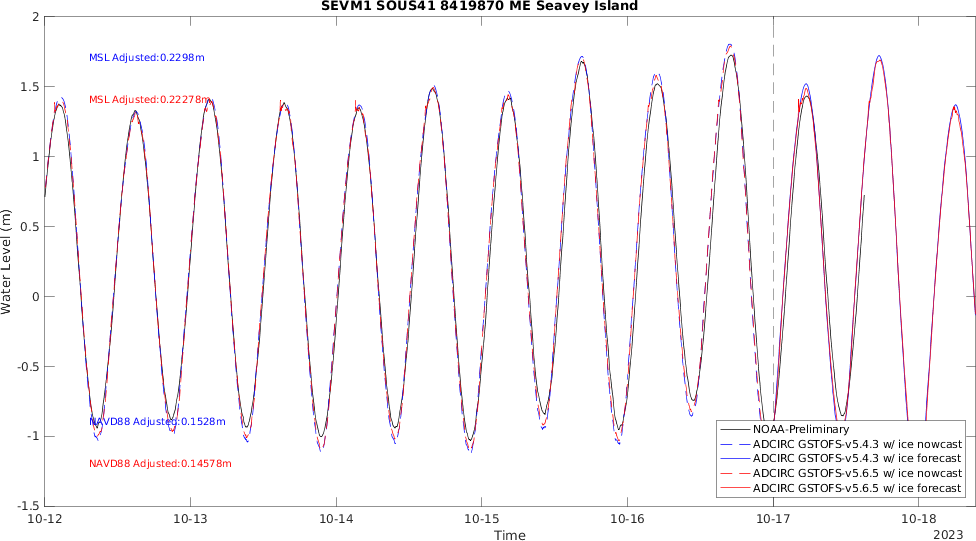 SEVM1 SOUS41 8419870 ME Seavey Island
2
1.5
1
0.5
0
-0.5
-1
-1.5
Water Level (m)
MSL Adjusted:0.2298m
MSL Adjusted:0.22278m
NAVD88 Adjusted:0.1528m
NAVD88 Adjusted:0.14578m
NOAA-Preliminary
ADCIRC GSTOFS-v5.4.3 w/ ice nowcast
ADCIRC GSTOFS-v5.4.3 w/ ice forecast
ADCIRC GSTOFS-v5.6.5 w/ ice nowcast
ADCIRC GSTOFS-v5.6.5 w/ ice forecast
10-12 10-13 10-14 10-15 10-16 10-17 10-18
Time
2023